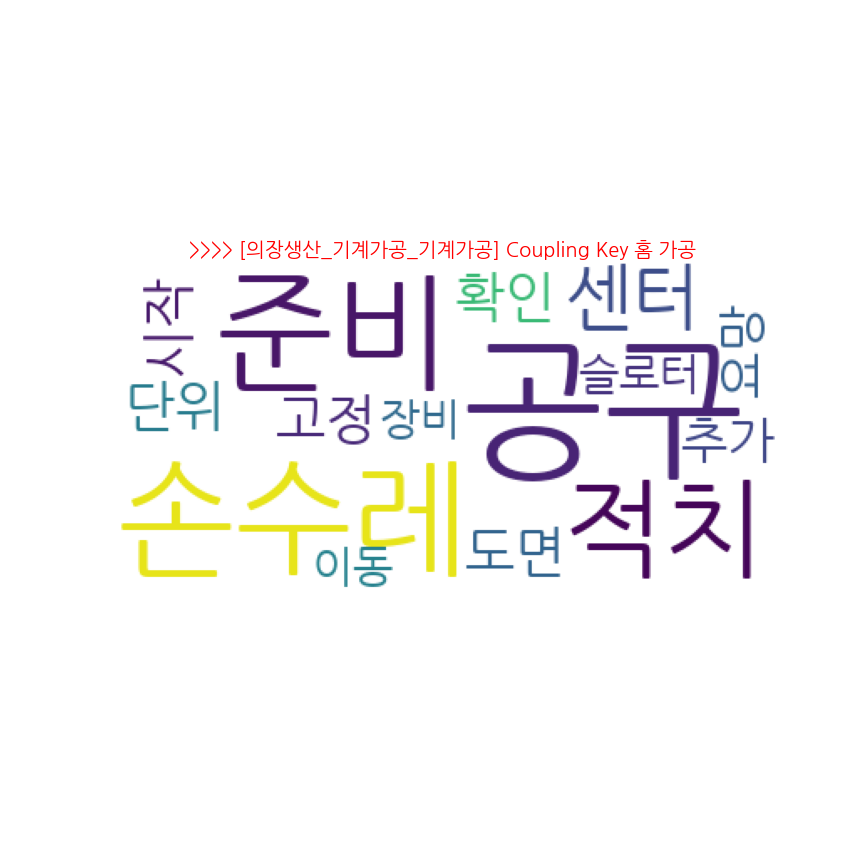 >>>> [의장생산_기계가공_기계가공] Coupling Key 홈 가공
시작
준비
확인
센터
암
여
단위
고정
장비
공구
슬로터
추가
손수레
이동
도면
적치